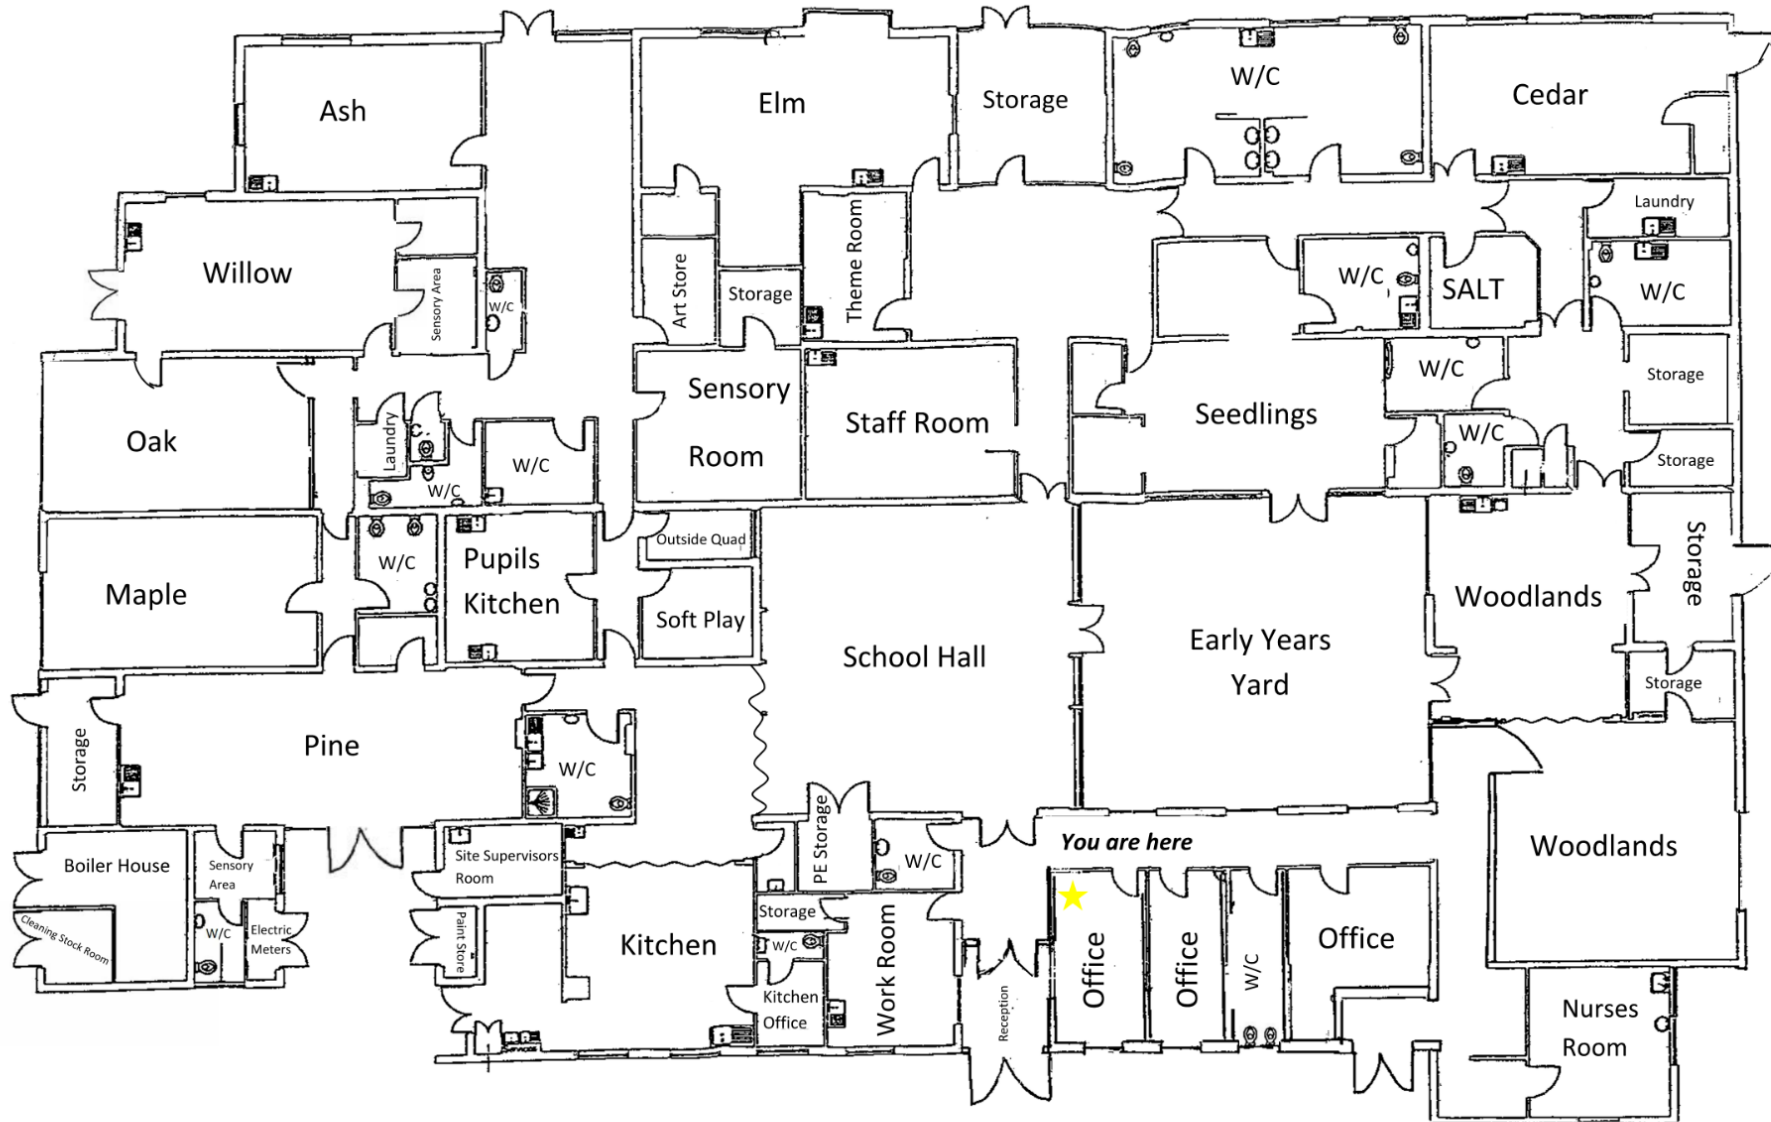 Ash
Elm
Storage
W/C
Cedar
Laundry
Willow
Sensory Area
W/C
Art Store
Storage
Theme Room
W/C
SALT
W/C
Oak
Laundry
W/C
W/C
Sensory
Room
Staff Room
Seedlings
W/C
W/C
Storage
Storage
Maple
W/C
Pupils
Kitchen
Outside Quad
Soft Play
School Hall
Early Years
Yard
Woodlands
Storage
Storage
Storage
Pine
W/C
Boiler House
Sensory
Area
Site Supervisors
Room
PE Storage
W/C
You are here
Woodlands
Cleaning Stock Room
W/C
Electric
Meters
Paint Store
Kitchen
Storage
W/C
Kitchen
Office
Work Room
Reception
Office
Office
W/C
Office
Nurses
Room